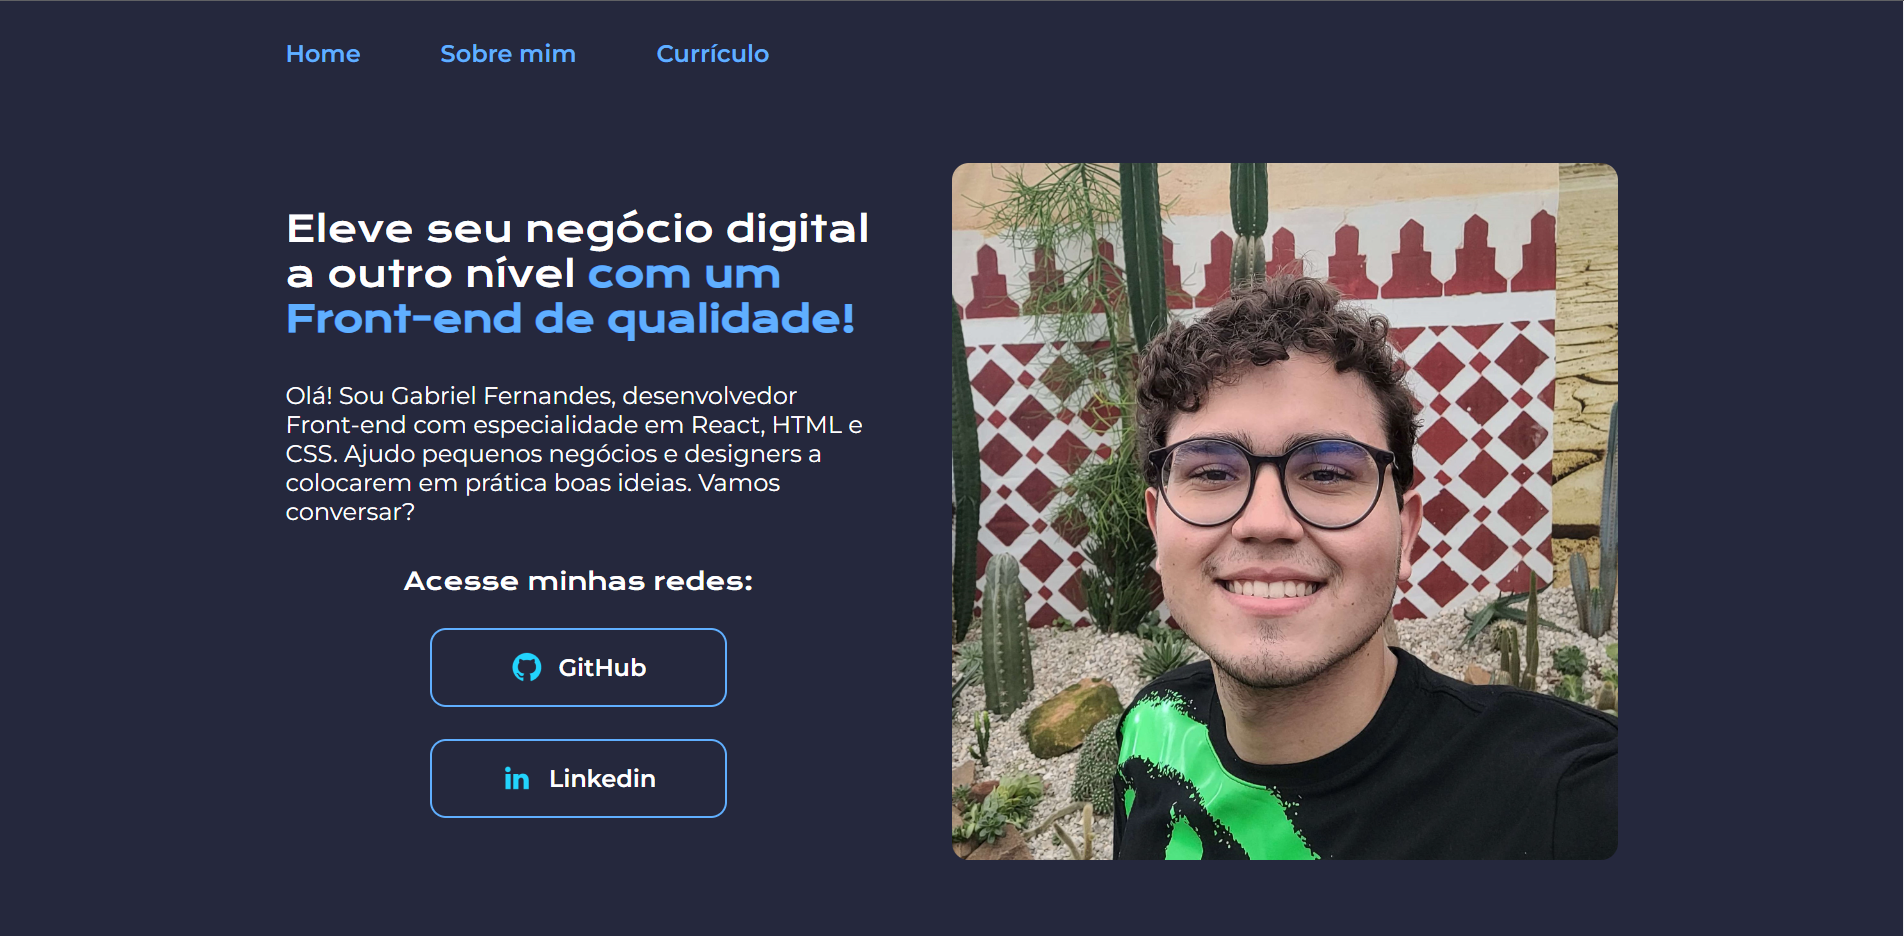 Home
Sobre mim
Currículo
Eleve seu negócio digital
a outro nível com um
Front-end de qualidade!
Olá! Sou Gabriel Fernandes, desenvolvedor
Front-end com especialidade em React, HTML e
CSS. Ajudo pequenos negócios e designers a
colocarem em prática boas ideias. Vamos
conversar?
Acesse minhas redes:
GitHub
in Linkedin